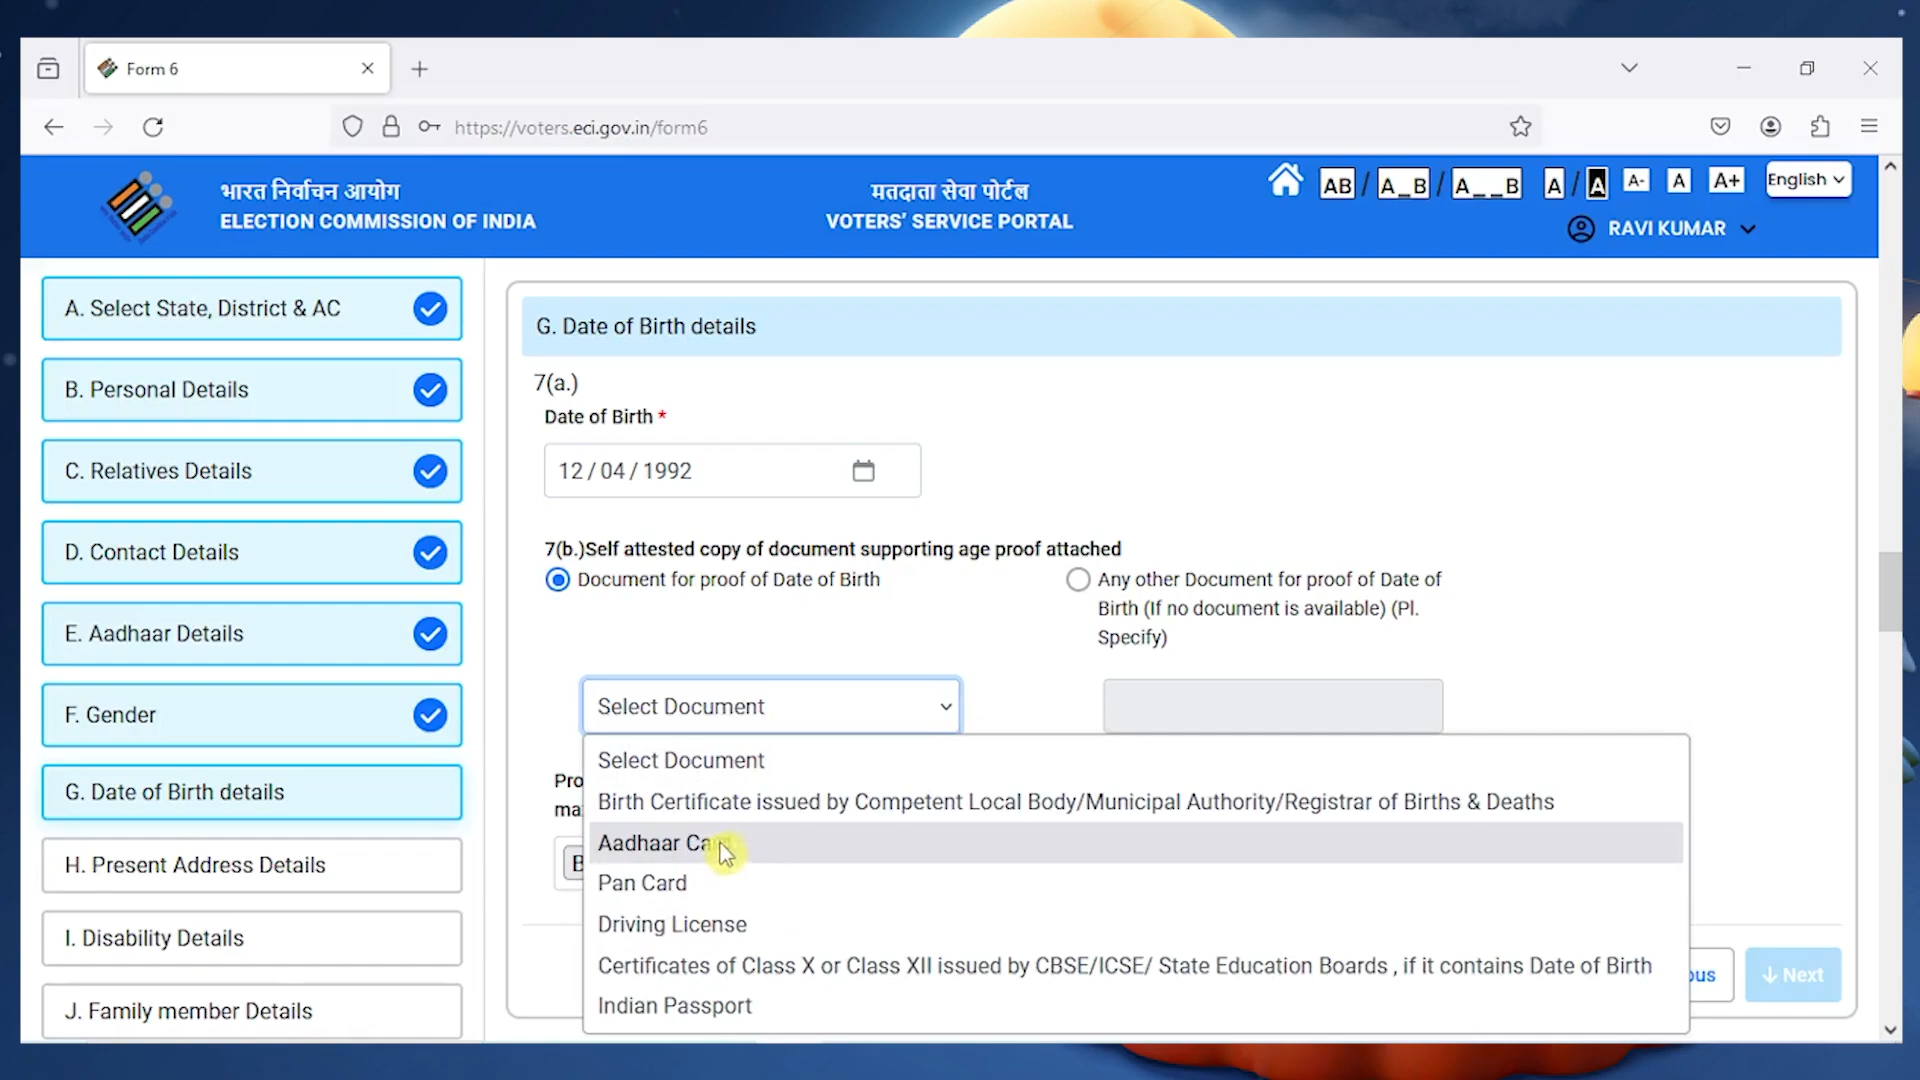 Form 6
https://voters.eci.gov.in/form6
भारत निर्वाचन आयोग
ELECTION COMMISSION OF INDIA
मतदाता सेवा पोर्टल
VOTERS' SERVICE PORTAL
AB / A_B / A__B A / A A- A A+ English
RAVI KUMAR
A. Select State, District & AC
B. Personal Details
C. Relatives Details
D. Contact Details
E. Aadhaar Details
F. Gender
G. Date of Birth details
H. Present Address Details
I. Disability Details
J. Family member Details
G. Date of Birth details
7(a.)
Date of Birth *
12 / 04 / 1992
7(b.)Self attested copy of document supporting age proof attached
Document for proof of Date of Birth
Any other Document for proof of Date of
Birth (If no document is available) (Pl.
Specify)
Select Document
Select Document
Birth Certificate issued by Competent Local Body/Municipal Authority/Registrar of Births & Deaths
Aadhaar Card
Pan Card
Driving License
Certificates of Class X or Class XII issued by CBSE/ICSE/ State Education Boards , if it contains Date of Birth
Indian Passport
Next